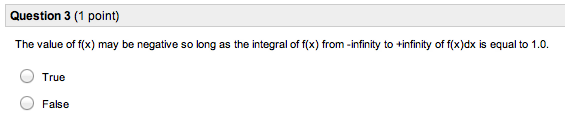 Question 3 (1 point)
The value of f(x) may be negative so long as the integral of f(x) from -infinity to +infinity of f(x)dx is equal to 1.0.
True
False